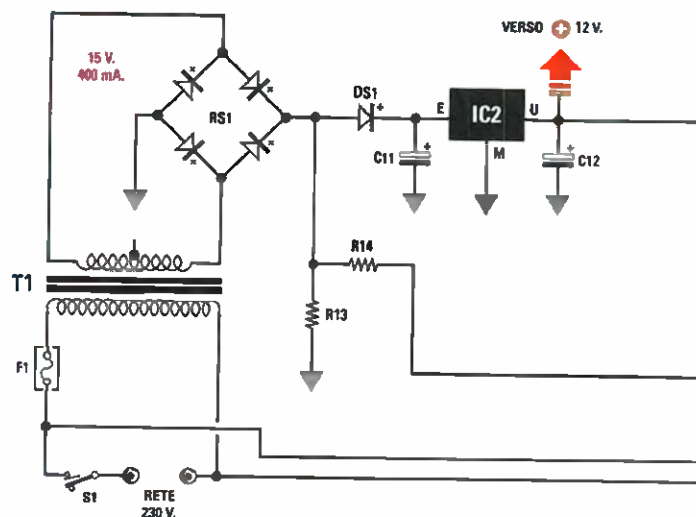 VERSO + 12 V.
15 V.
400 mA.
RS1
DS1
+
E
IC2
U
M
+
C11
+
C12
R14
T1
R13
F1
S1
RETE
230 V.